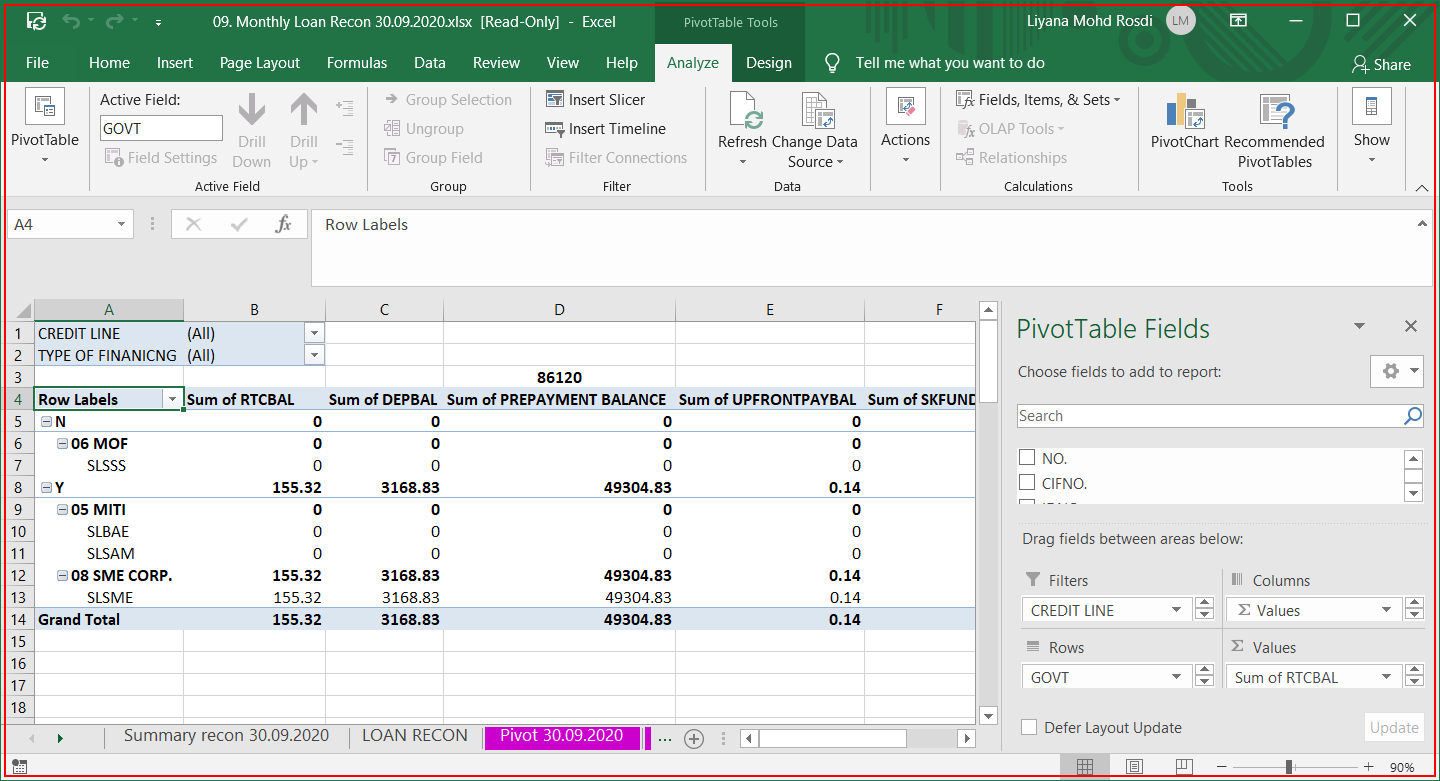 09. Monthly Loan Recon 30.09.2020.xlsx [Read-Only] - Excel
PivotTable Tools
Liyana Mohd Rosdi
LM
File Home Insert Page Layout Formulas Data Review View Help Analyze Design Tell me what you want to do Share
PivotTable
Active Field:
GOVT
Field Settings
Drill Down
Drill Up
Active Field
Group Selection
Ungroup
Group Field
Group
Insert Slicer
Insert Timeline
Filter Connections
Filter
Refresh
Change Data Source
Data
Actions
Fields, Items, & Sets
OLAP Tools
Relationships
Calculations
PivotChart
Recommended PivotTables
Tools
Show
A4
fx
Row Labels
A B C D E F
1 CREDIT LINE (All)
2 TYPE OF FINANICNG (All)
3 86120
4 Row Labels Sum of RTCBAL Sum of DEPBAL Sum of PREPAYMENT BALANCE Sum of UPFRONTPAYBAL Sum of SKFUND
5 N 0 0 0 0
6 06 MOF 0 0 0 0
7 SLSSS 0 0 0 0
8 Y 155.32 3168.83 49304.83 0.14
9 05 MITI 0 0 0 0
10 SLBAE 0 0 0 0
11 SLSAM 0 0 0 0
12 08 SME CORP. 155.32 3168.83 49304.83 0.14
13 SLSME 155.32 3168.83 49304.83 0.14
14 Grand Total 155.32 3168.83 49304.83 0.14
15
16
17
18
PivotTable Fields
Choose fields to add to report:
Search
NO.
CIFNO.
Drag fields between areas below:
Filters
CREDIT LINE
Columns
Σ Values
Rows
GOVT
Σ Values
Sum of RTCBAL
Defer Layout Update
Update
Summary recon 30.09.2020 LOAN RECON Pivot 30.09.2020 ...
90%